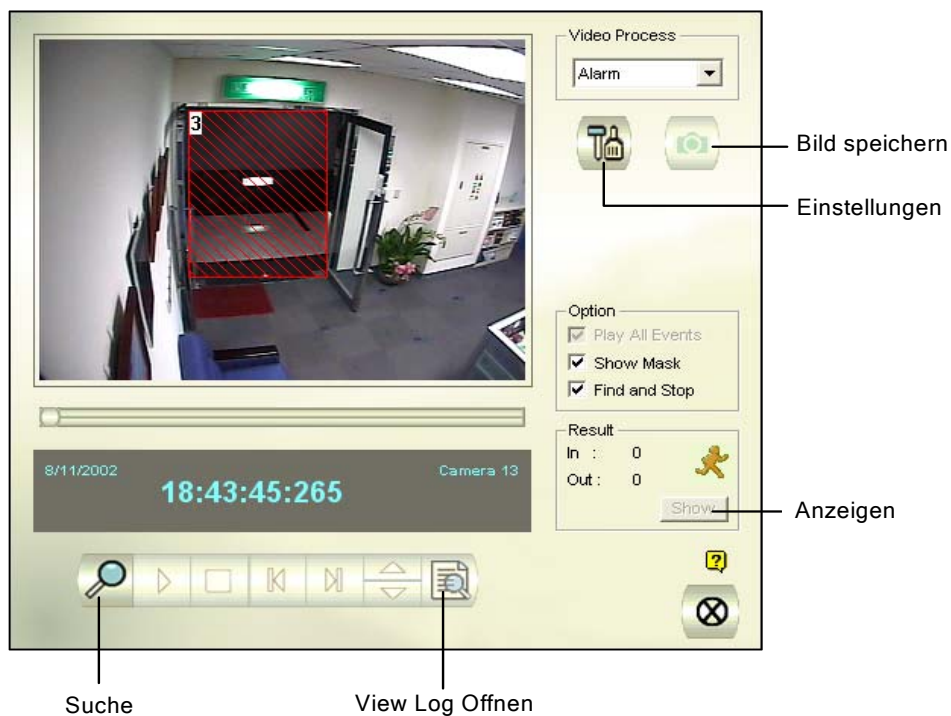 Video Process
Alarm
Bild speichern
Einstellungen
3
Option
Play All Events
Show Mask
Find and Stop
Result
In : 0
Out : 0
Show
Anzeigen
8/11/2002
Camera 13
18:43:45:265
?
Suche
View Log Offnen